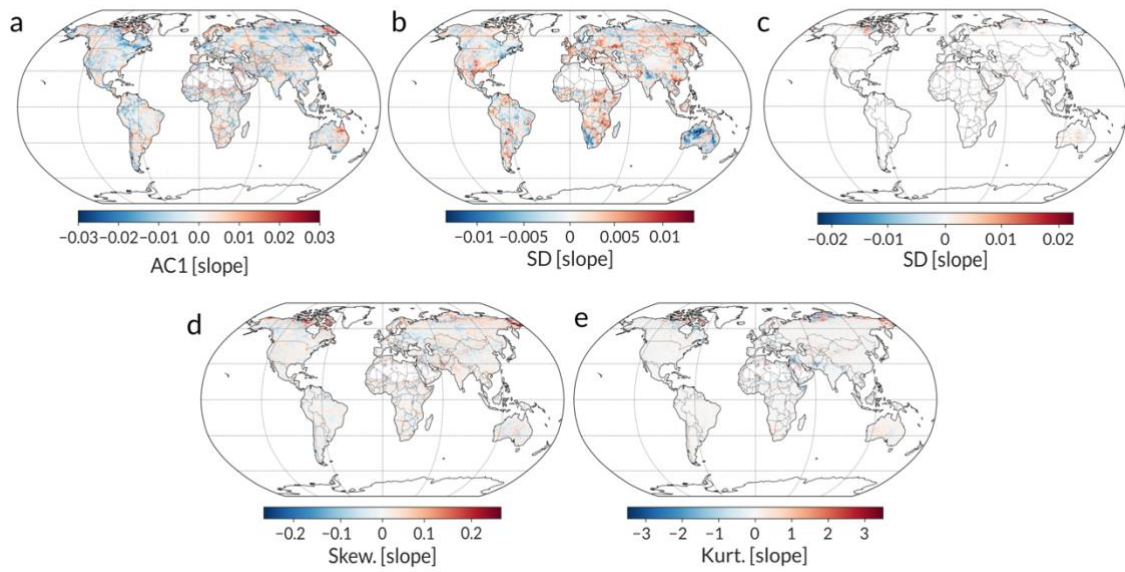 a
b
c
−0.03 −0.02 −0.01 0.0 0.01 0.02 0.03
AC1 [slope]
−0.01 −0.005 0 0.005 0.01
SD [slope]
−0.02 −0.01 0 0.01 0.02
SD [slope]
d
e
−0.2 −0.1 0 0.1 0.2
Skew. [slope]
−3 −2 −1 0 1 2 3
Kurt. [slope]